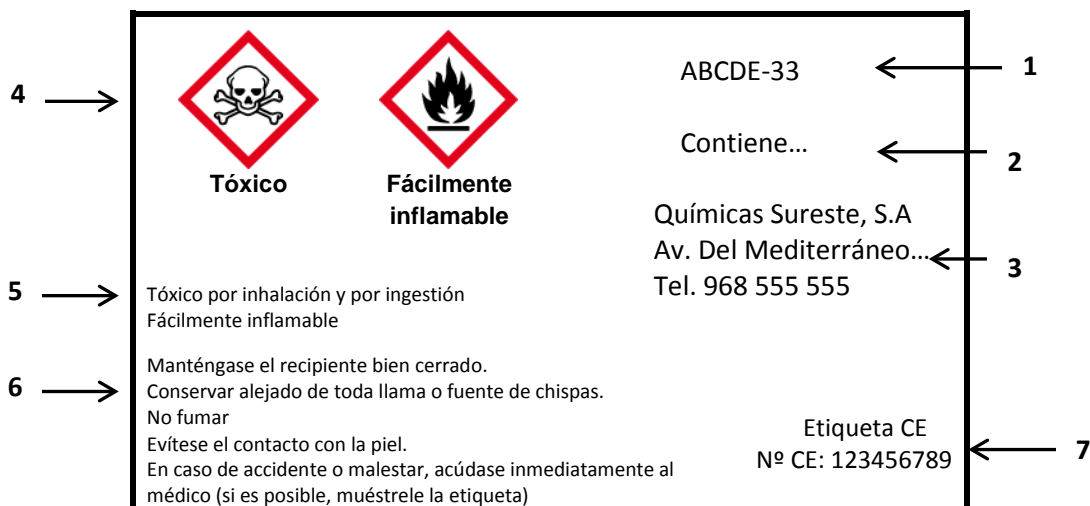 4
Tóxico
Fácilmente
inflamable
ABCDE-33
1
Contiene...
2
Químicas Sureste, S.A
Av. Del Mediterráneo...
Tel. 968 555 555
3
5
Tóxico por inhalación y por ingestión
Fácilmente inflamable
6
Manténgase el recipiente bien cerrado.
Conservar alejado de toda llama o fuente de chispas.
No fumar
Evítese el contacto con la piel.
En caso de accidente o malestar, acúdase inmediatamente al
médico (si es posible, muéstrele la etiqueta)
Etiqueta CE
Nº CE: 123456789
7